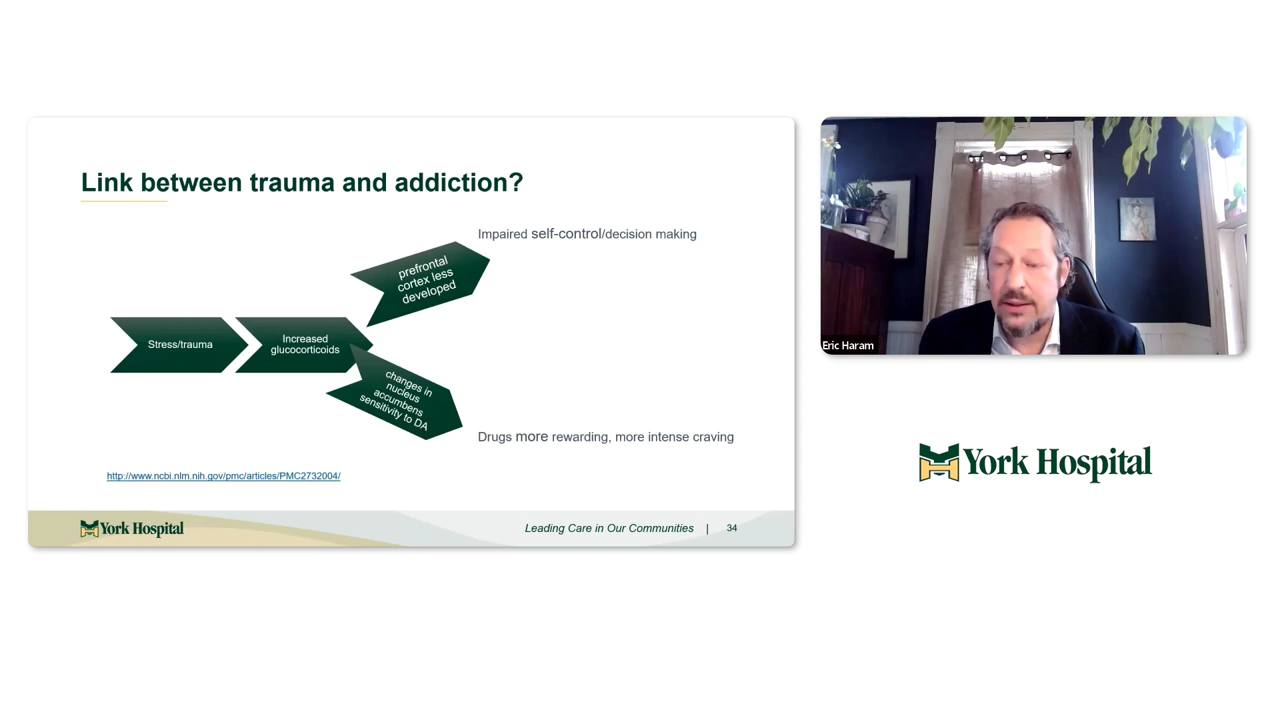 Link between trauma and addiction?
Impaired self-control/decision making
prefrontal
cortex less
developed
Stress/trauma
Increased
glucocorticoids
changes in
nucleus
accumbens
sensitivity to DA
Drugs more rewarding, more intense craving
http://www.ncbi.nlm.nih.gov/pmc/articles/PMC2732004/
York Hospital
Leading Care in Our Communities | 34
Eric Haram
York Hospital